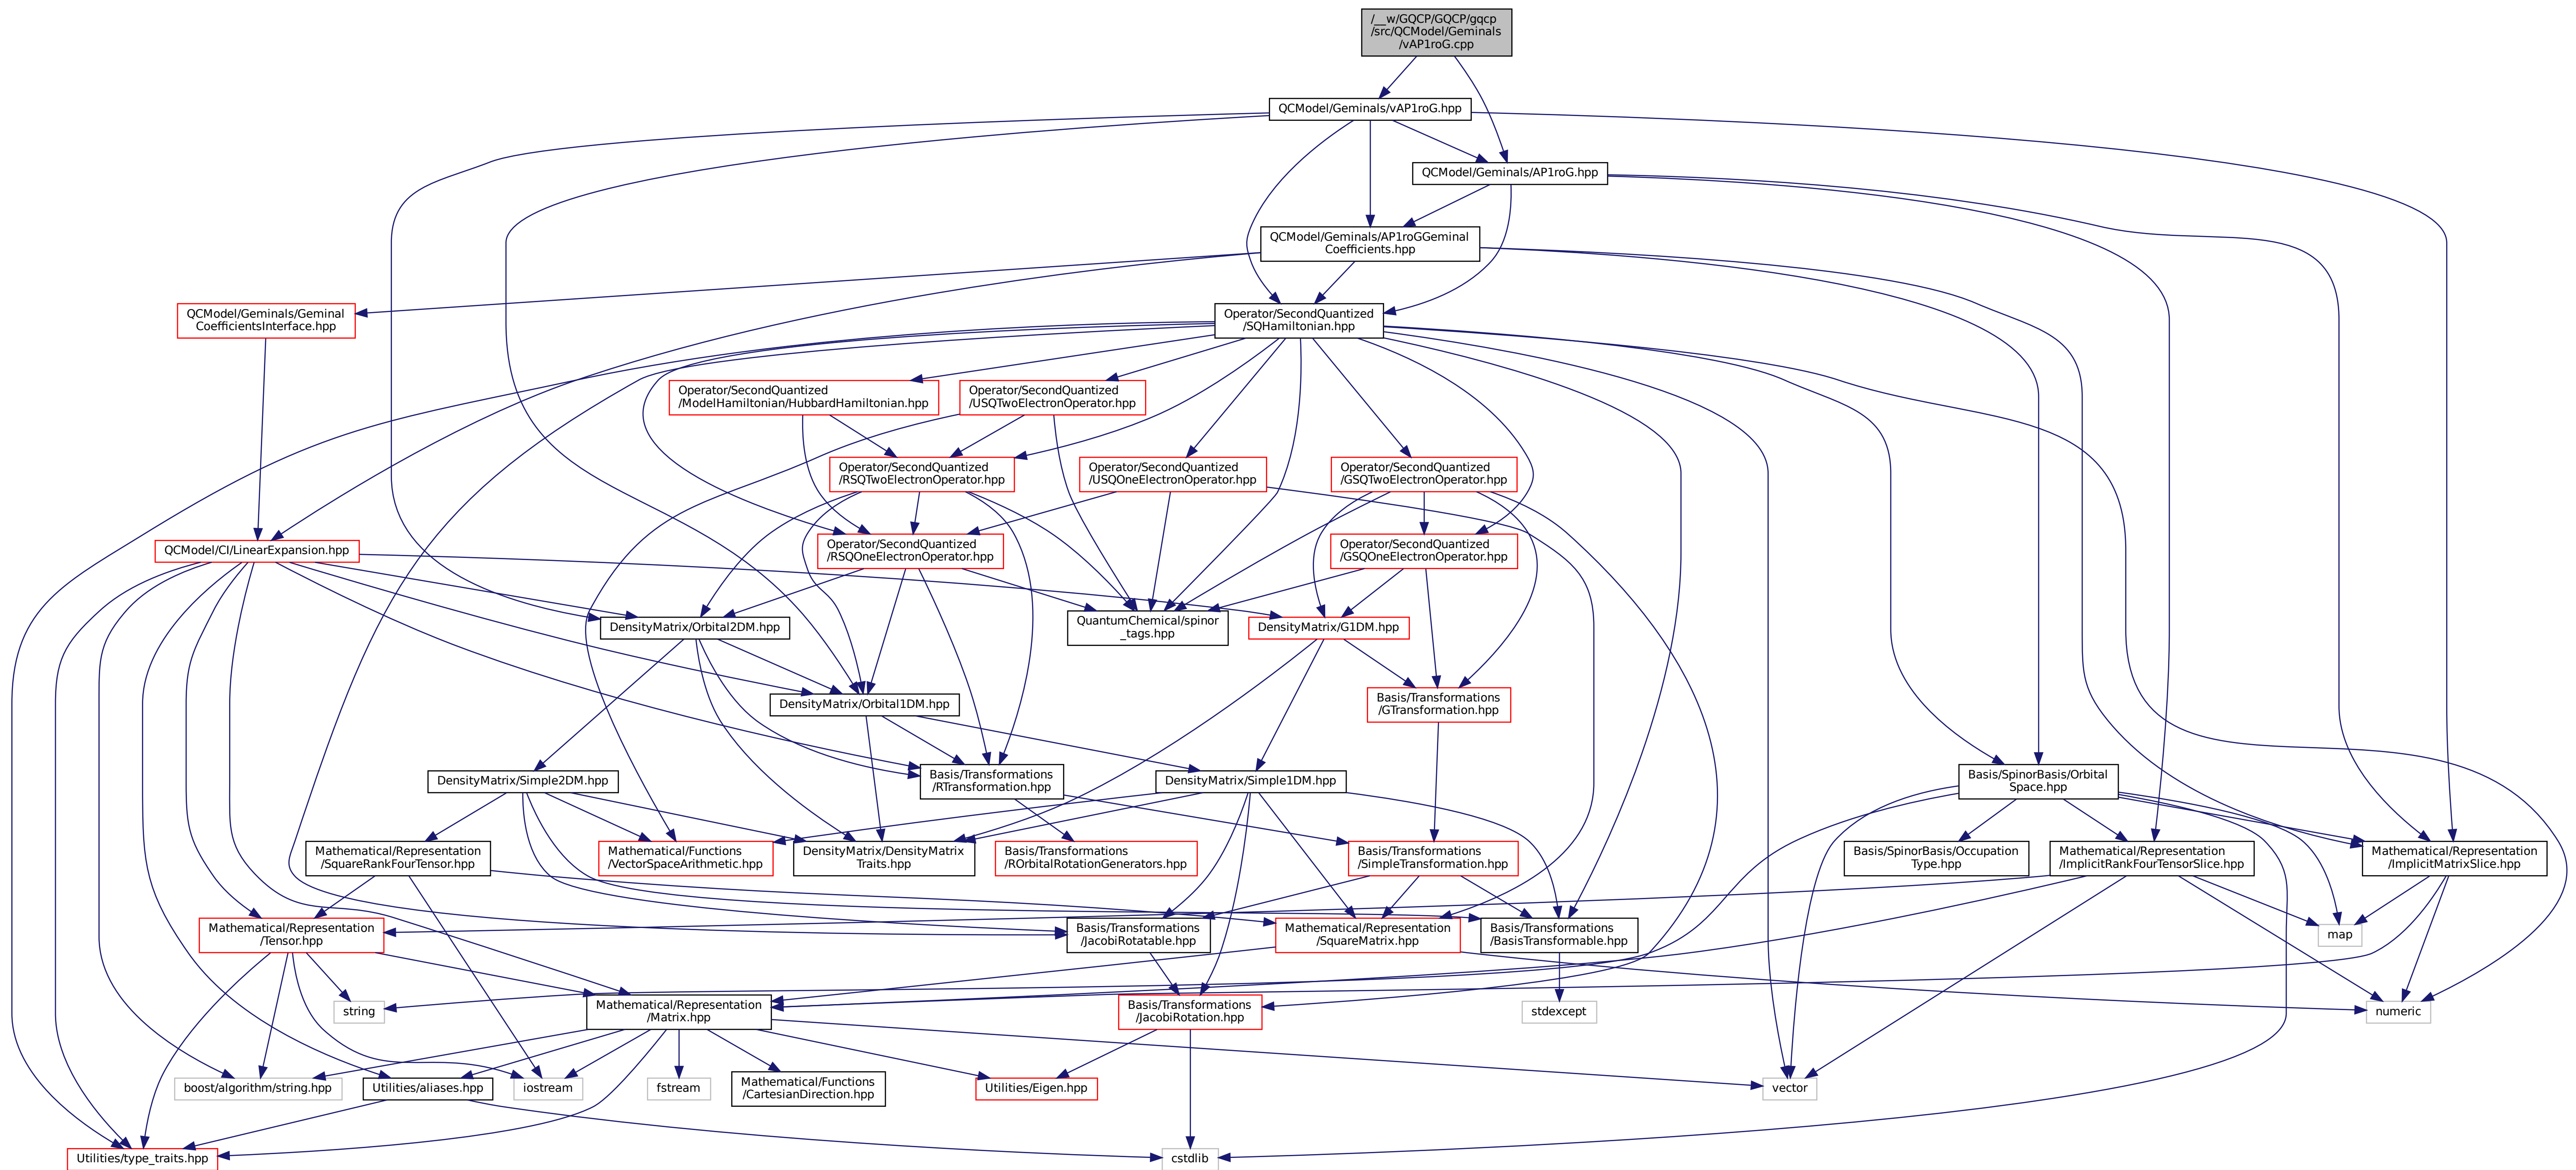 /__w/GQCP/GQCP/gqcp
/src/QCModel/Geminals
/vAP1roG.cpp
QCModel/Geminals/vAP1roG.hpp
QCModel/Geminals/AP1roG.hpp
QCModel/Geminals/AP1roGGeminal
Coefficients.hpp
QCModel/Geminals/Geminal
CoefficientsInterface.hpp
Operator/SecondQuantized
/SQHamiltonian.hpp
Operator/SecondQuantized
/ModelHamiltonian/HubbardHamiltonian.hpp
Operator/SecondQuantized
/USQTwoElectronOperator.hpp
Operator/SecondQuantized
/RSQTwoElectronOperator.hpp
Operator/SecondQuantized
/USQOneElectronOperator.hpp
Operator/SecondQuantized
/GSQTwoElectronOperator.hpp
QCModel/CI/LinearExpansion.hpp
Operator/SecondQuantized
/RSQOneElectronOperator.hpp
Operator/SecondQuantized
/GSQOneElectronOperator.hpp
DensityMatrix/Orbital2DM.hpp
QuantumChemical/spinor
_tags.hpp
DensityMatrix/G1DM.hpp
DensityMatrix/Orbital1DM.hpp
Basis/Transformations
/GTransformation.hpp
DensityMatrix/Simple2DM.hpp
Basis/Transformations
/RTransformation.hpp
DensityMatrix/Simple1DM.hpp
Basis/SpinorBasis/Orbital
Space.hpp
Mathematical/Representation
/SquareRankFourTensor.hpp
Mathematical/Functions
/VectorSpaceArithmetic.hpp
DensityMatrix/DensityMatrix
Traits.hpp
Basis/Transformations
/ROrbitalRotationGenerators.hpp
Basis/Transformations
/SimpleTransformation.hpp
Basis/SpinorBasis/Occupation
Type.hpp
Mathematical/Representation
/ImplicitRankFourTensorSlice.hpp
Mathematical/Representation
/ImplicitMatrixSlice.hpp
Mathematical/Representation
/Tensor.hpp
Basis/Transformations
/JacobiRotatable.hpp
Mathematical/Representation
/SquareMatrix.hpp
Basis/Transformations
/BasisTransformable.hpp
map
string
Mathematical/Representation
/Matrix.hpp
Basis/Transformations
/JacobiRotation.hpp
stdexcept
numeric
boost/algorithm/string.hpp
Utilities/aliases.hpp
iostream
fstream
Mathematical/Functions
/CartesianDirection.hpp
Utilities/Eigen.hpp
vector
Utilities/type_traits.hpp
cstdlib